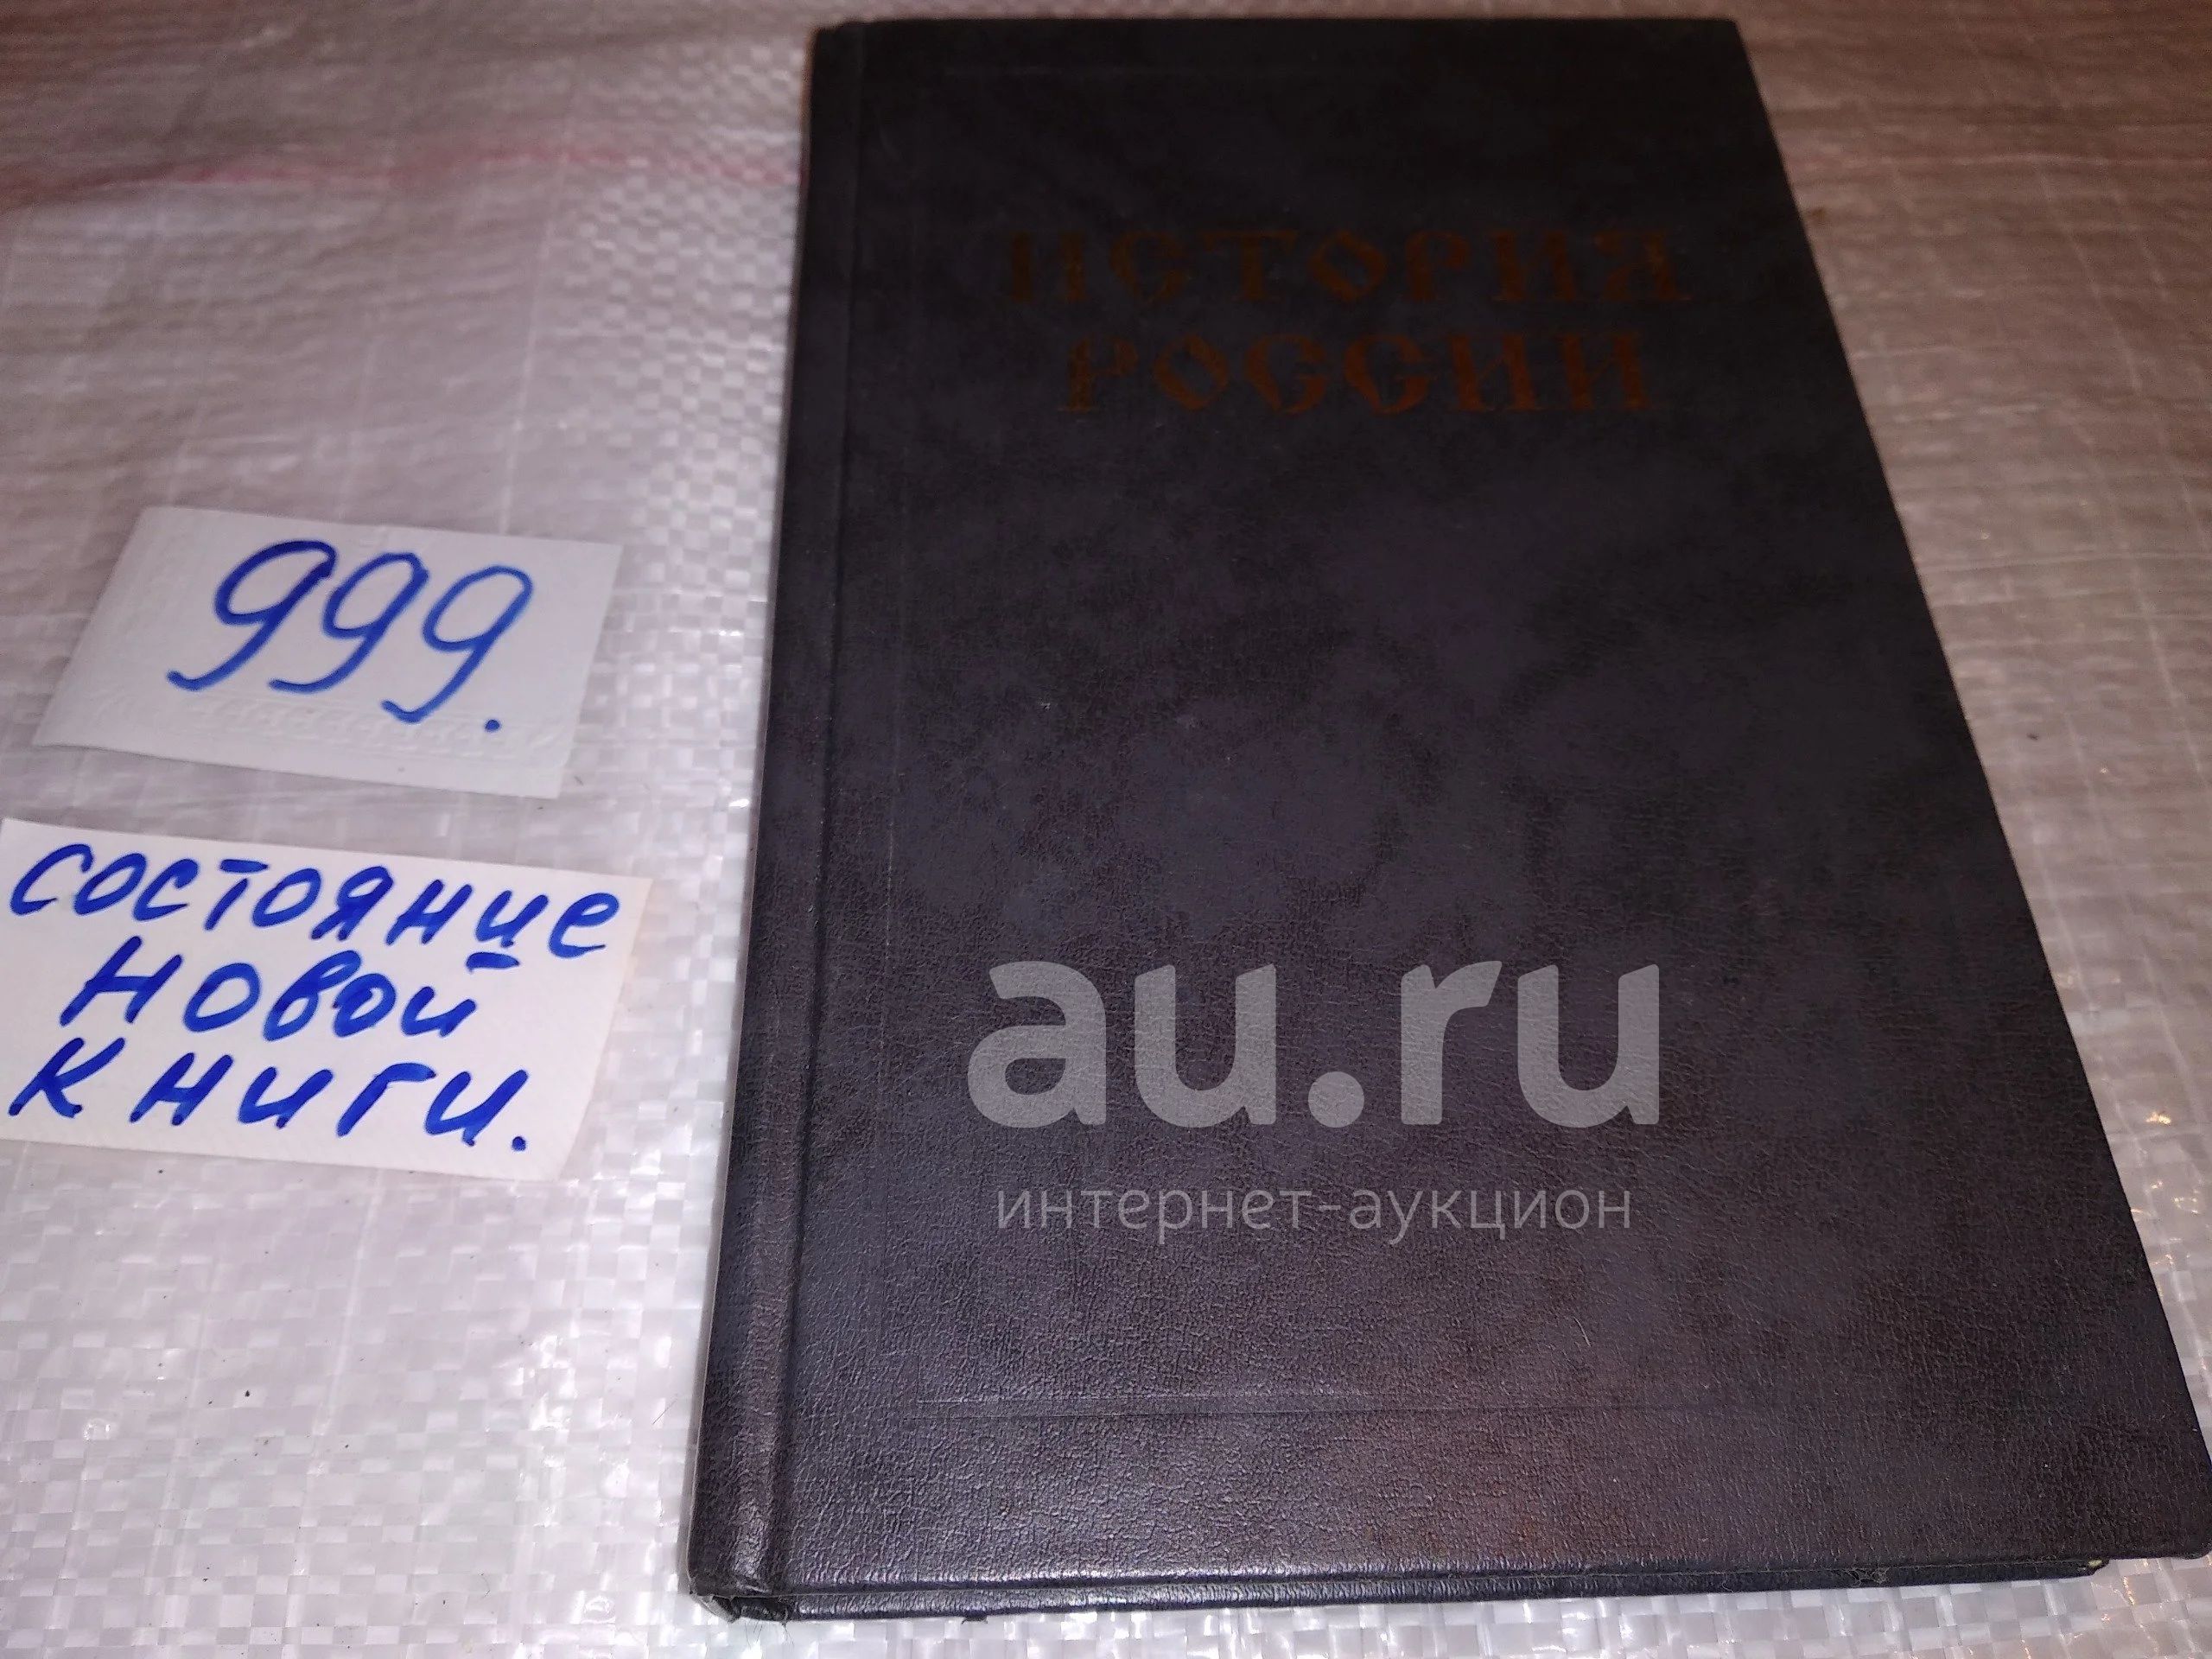 ИСТОРИЯ
РОССИИ
999.
состояние
новой
книги.
au.ru
интернет-аукцион